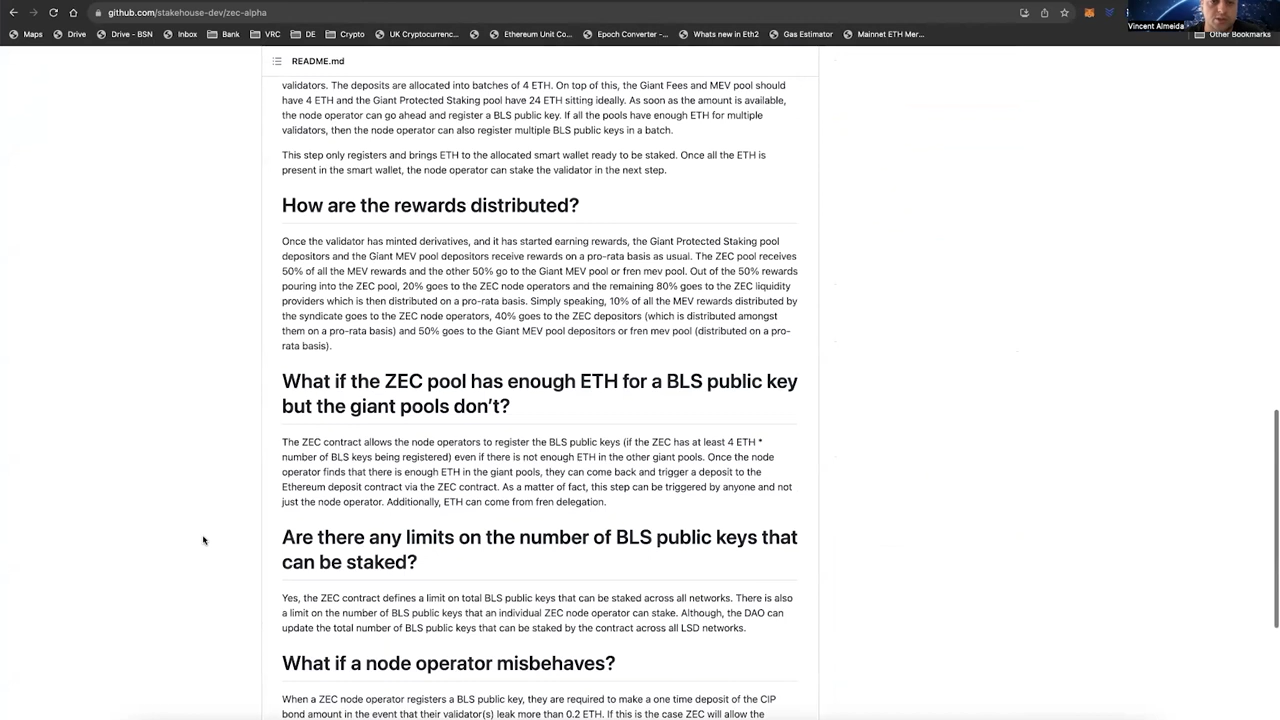 github.com/stakehouse-dev/zec-alpha
Vincent Almeida
Maps Drive Drive - BSN Inbox Bank VRC DE Crypto UK Cryptocurrenc... Ethereum Unit Co... Epoch Converter -... Whats new in Eth2 Gas Estimator Mainnet ETH Mer... Other Bookmarks
README.md
validators. The deposits are allocated into batches of 4 ETH. On top of this, the Giant Fees and MEV pool should
have 4 ETH and the Giant Protected Staking pool have 24 ETH sitting ideally. As soon as the amount is available,
the node operator can go ahead and register a BLS public key. If all the pools have enough ETH for multiple
validators, then the node operator can also register multiple BLS public keys in a batch.
This step only registers and brings ETH to the allocated smart wallet ready to be staked. Once all the ETH is
present in the smart wallet, the node operator can stake the validator in the next step.
How are the rewards distributed?
Once the validator has minted derivatives, and it has started earning rewards, the Giant Protected Staking pool
depositors and the Giant MEV pool depositors receive rewards on a pro-rata basis as usual. The ZEC pool receives
50% of all the MEV rewards and the other 50% go to the Giant MEV pool or fren mev pool. Out of the 50% rewards
pouring into the ZEC pool, 20% goes to the ZEC node operators and the remaining 80% goes to the ZEC liquidity
providers which is then distributed on a pro-rata basis. Simply speaking, 10% of all the MEV rewards distributed by
the syndicate goes to the ZEC node operators, 40% goes to the ZEC depositors (which is distributed amongst
them on a pro-rata basis) and 50% goes to the Giant MEV pool depositors or fren mev pool (distributed on a pro-
rata basis).
What if the ZEC pool has enough ETH for a BLS public key
but the giant pools don't?
The ZEC contract allows the node operators to register the BLS public keys (if the ZEC has at least 4 ETH *
number of BLS keys being registered) even if there is not enough ETH in the other giant pools. Once the node
operator finds that there is enough ETH in the giant pools, they can come back and trigger a deposit to the
Ethereum deposit contract via the ZEC contract. As a matter of fact, this step can be triggered by anyone and not
just the node operator. Additionally, ETH can come from fren delegation.
Are there any limits on the number of BLS public keys that
can be staked?
Yes, the ZEC contract defines a limit on total BLS public keys that can be staked across all networks. There is also
a limit on the number of BLS public keys that an individual ZEC node operator can stake. Although, the DAO can
update the total number of BLS public keys that can be staked by the contract across all LSD networks.
What if a node operator misbehaves?
When a ZEC node operator registers a BLS public key, they are required to make a one time deposit of the CIP
bond amount in the event that their validator(s) leak more than 0.2 ETH. If this is the case ZEC will allow the